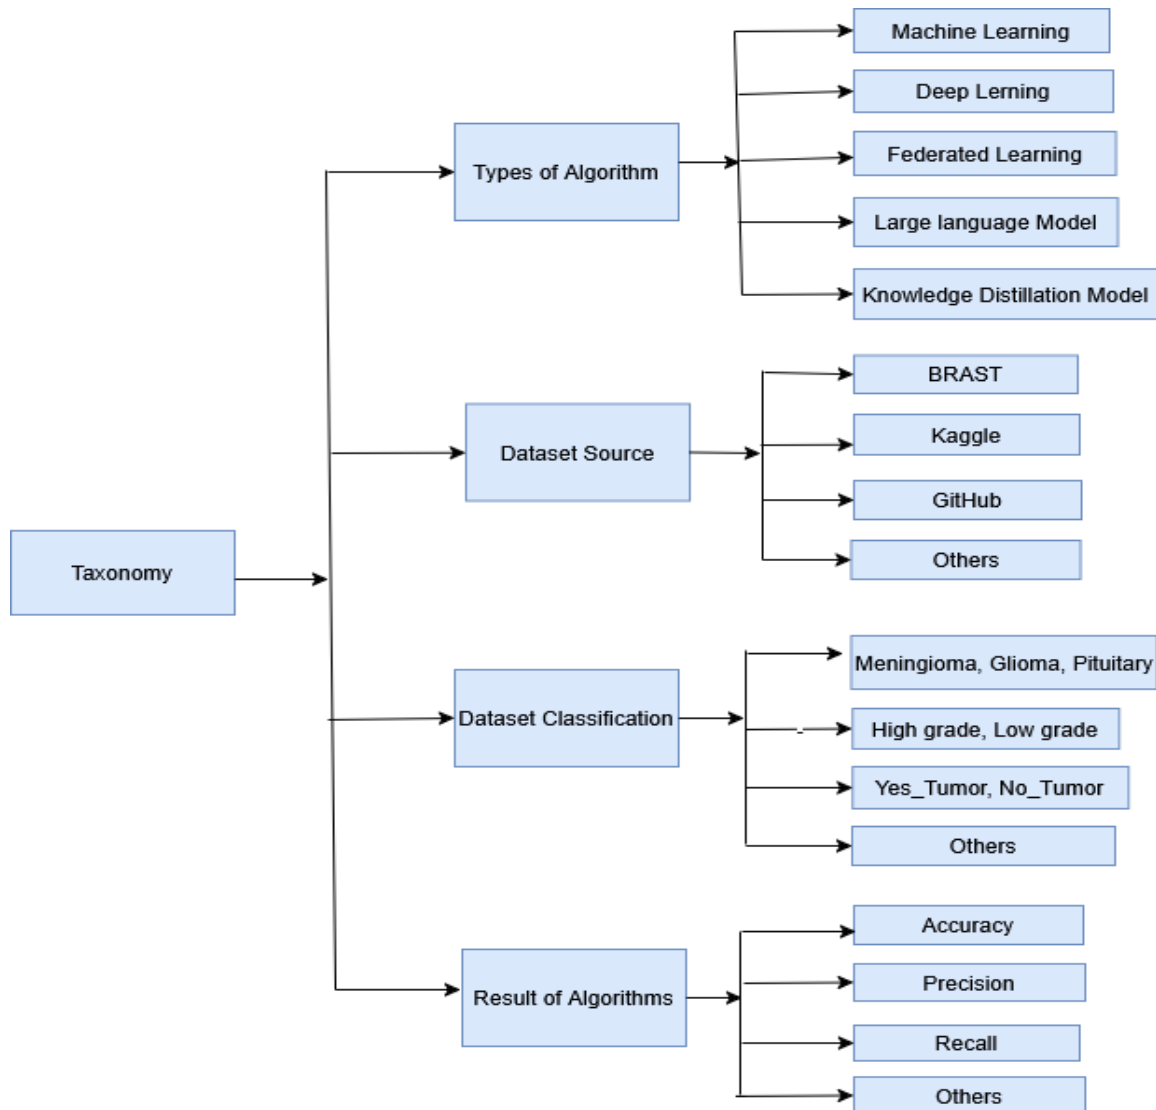 Taxonomy
Types of Algorithm
Machine Learning
Deep Lerning
Federated Learning
Large language Model
Knowledge Distillation Model
Dataset Source
BRAST
Kaggle
GitHub
Others
Dataset Classification
Meningioma, Glioma, Pituitary
High grade, Low grade
Yes_Tumor, No_Tumor
Others
Result of Algorithms
Accuracy
Precision
Recall
Others